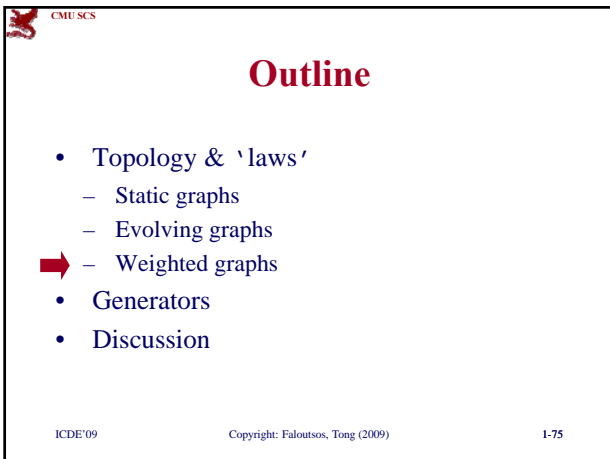 CMU SCS
Outline
• Topology & ‵laws′
– Static graphs
– Evolving graphs
– Weighted graphs
• Generators
• Discussion
ICDE'09 Copyright: Faloutsos, Tong (2009) 1-75